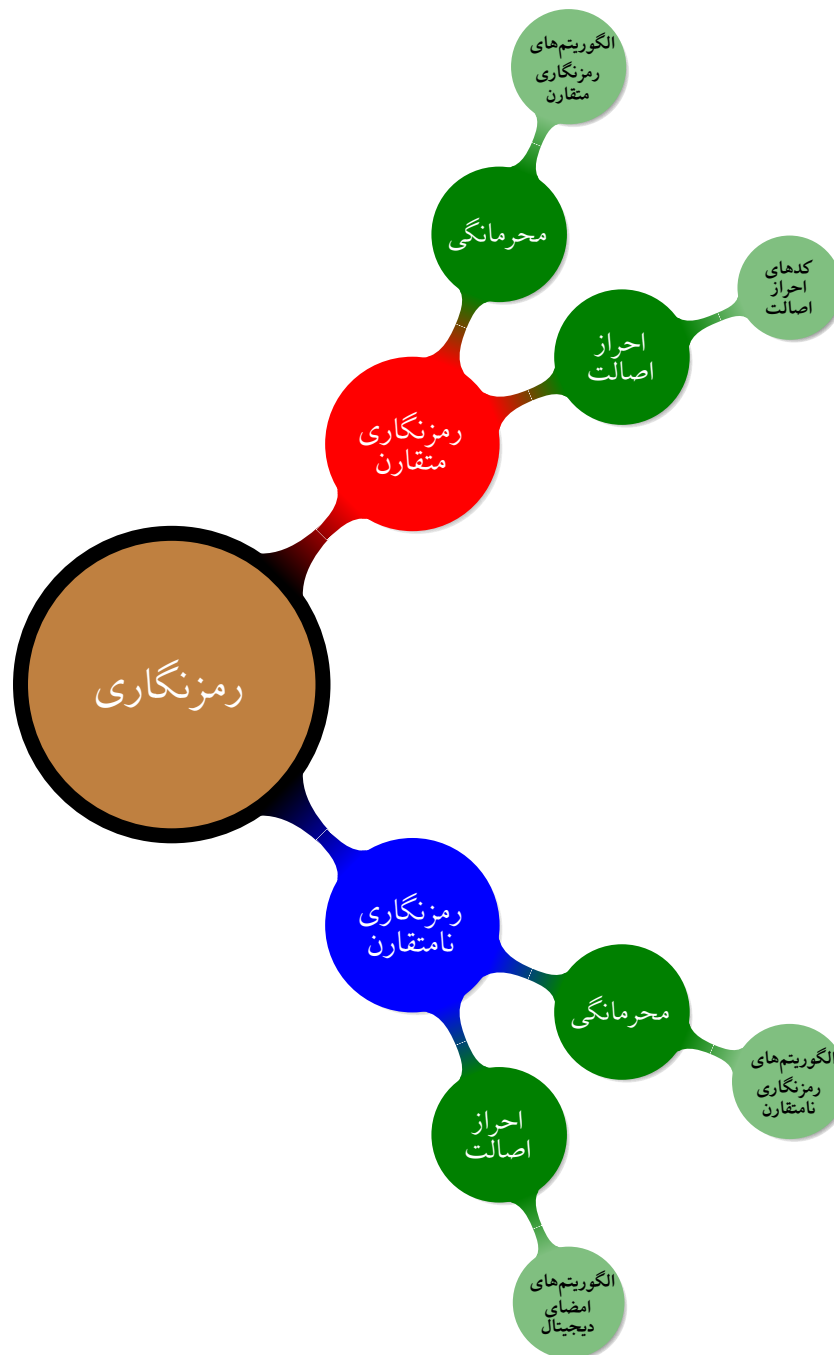 الگوریتم‌های
رمزنگاری
متقارن
محرمانگی
کدهای
احراز
اصالت
احراز
اصالت
رمزنگاری
متقارن
رمزنگاری
رمزنگاری
نامتقارن
محرمانگی
الگوریتم‌های
رمزنگاری
نامتقارن
احراز
اصالت
الگوریتم‌های
امضای
دیجیتال